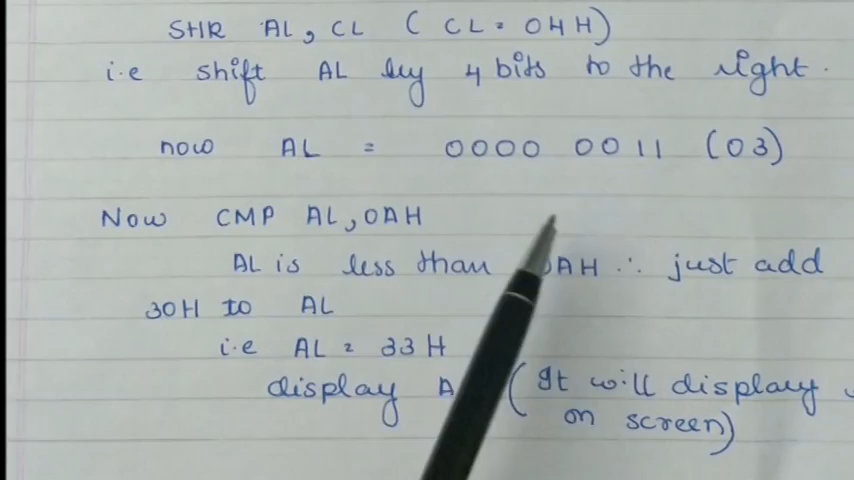 SHR AL, CL ( CL = 04H)
i.e shift AL by 4 bits to the right.
now AL = 0000 0011 (03)
Now CMP AL, 0AH
AL is less than 0AH ∴ just add
30H to AL
i.e AL = 33H
display A (It will display
on screen)